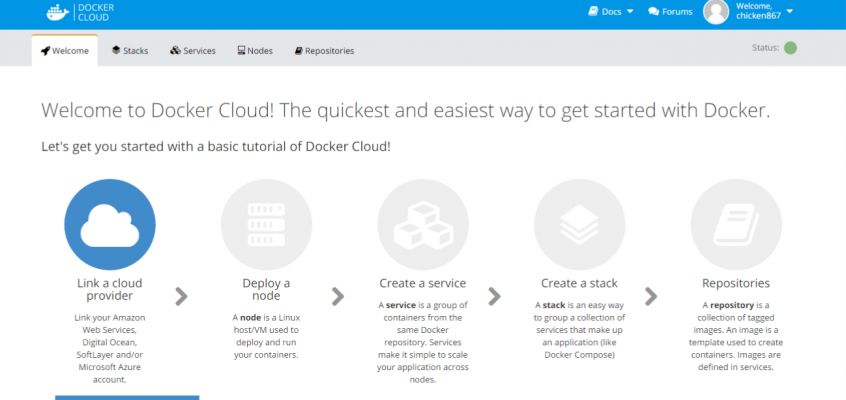 DOCKER
CLOUD
Docs
Forums
Welcome,
chicken867
Welcome
Stacks
Services
Nodes
Repositories
Status:
Welcome to Docker Cloud! The quickest and easiest way to get started with Docker.
Let's get you started with a basic tutorial of Docker Cloud!
Link a cloud
provider
Link your Amazon
Web Services,
Digital Ocean,
SoftLayer and/or
Microsoft Azure
account.
Deploy a
node
A node is a Linux
host/VM used to
deploy and run
your containers.
Create a service
A service is a group of
containers from the
same Docker
repository. Services
make it simple to scale
your application across
nodes.
Create a stack
A stack is an easy way
to group a collection of
services that make up
an application (like
Docker Compose)
Repositories
A repository is a
collection of tagged
images. An image is a
template used to create
containers. Images are
defined in services.